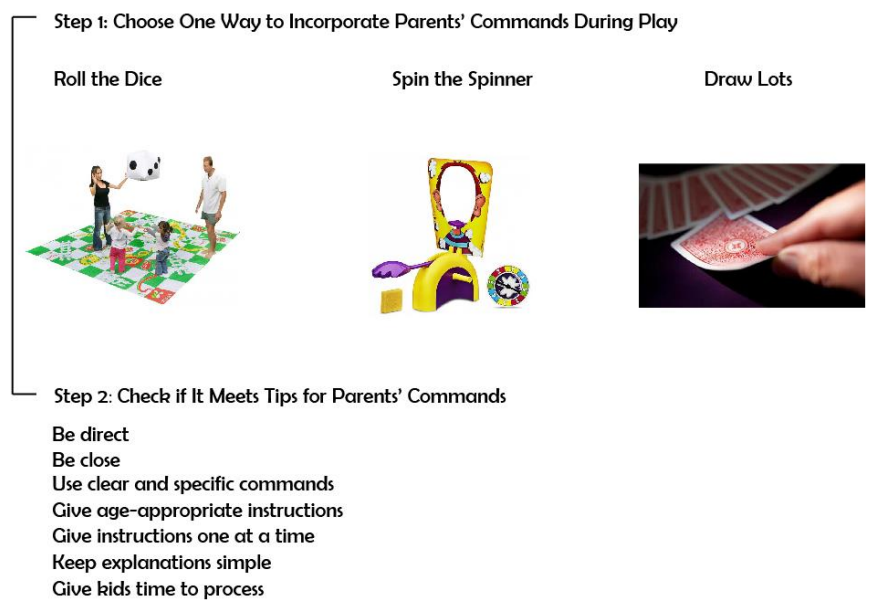 Step 1: Choose One Way to Incorporate Parents' Commands During Play
Roll the Dice
Spin the Spinner
Draw Lots
Step 2: Check if It Meets Tips for Parents' Commands
Be direct
Be close
Use clear and specific commands
Give age-appropriate instructions
Give instructions one at a time
Keep explanations simple
Give kids time to process